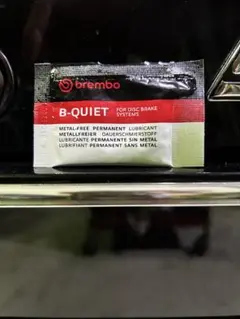 brembo
B-QUIET
FOR DISC BRAKE
SYSTEMS
METAL-FREE PERMANENT LUBRICANT
METALLFREIER DAUERSCHMIERSTOFF
LUBRICANTE PERMANENTE SIN METAL
LUBRIFIANT PERMANENT SANS METAL